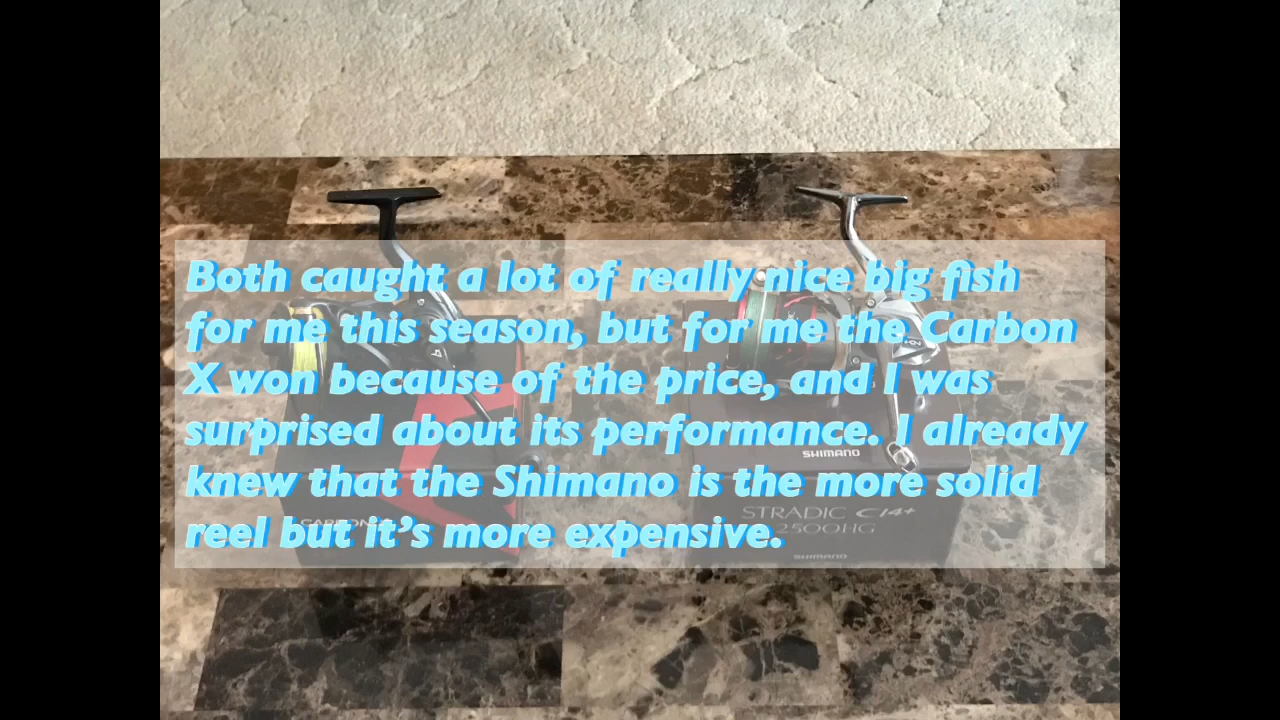 Both caught a lot of really nice big fish
for me this season, but for me the Carbon
X won because of the price, and I was
surprised about its performance. I already
knew that the Shimano is the more solid
reel but it's more expensive.
SHIMANO
CARBON
STRADIC CI4+
2500HG
SHIMANO